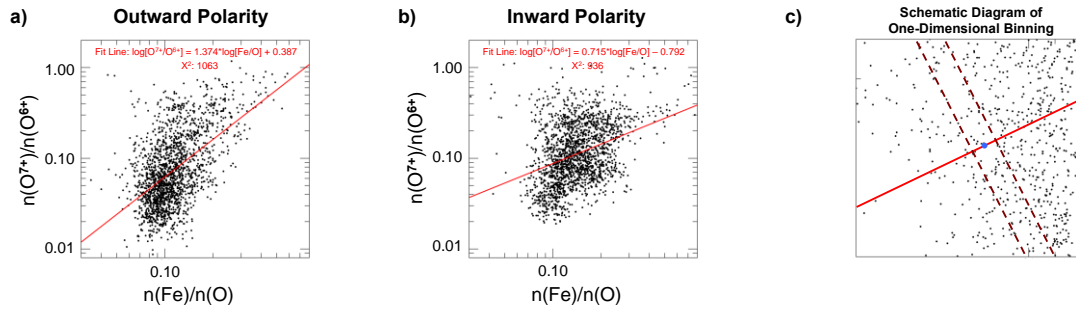 a)
Outward Polarity
Fit Line: log[O⁷⁺/O⁶⁺] = 1.374*log[Fe/O] + 0.387
X²: 1063
n(O⁷⁺)/n(O⁶⁺)
1.00
0.10
0.01
0.10
n(Fe)/n(O)
b)
Inward Polarity
Fit Line: log[O⁷⁺/O⁶⁺] = 0.715*log[Fe/O] − 0.792
X²: 936
n(O⁷⁺)/n(O⁶⁺)
1.00
0.10
0.01
0.10
n(Fe)/n(O)
c)
Schematic Diagram of
One-Dimensional Binning